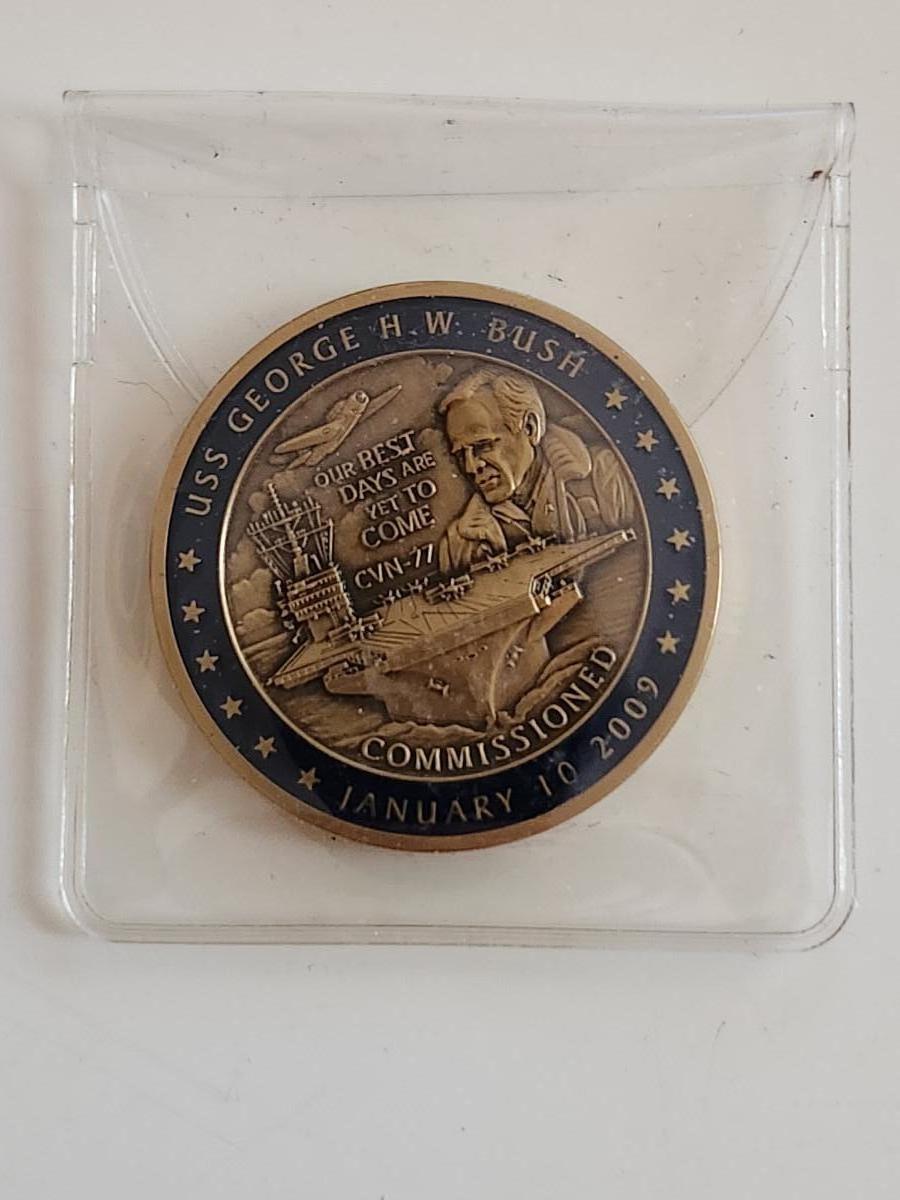 USS GEORGE H.W. BUSH
OUR BEST
DAYS ARE
YET TO
COME
CVN-77
COMMISSIONED
JANUARY 10 2009